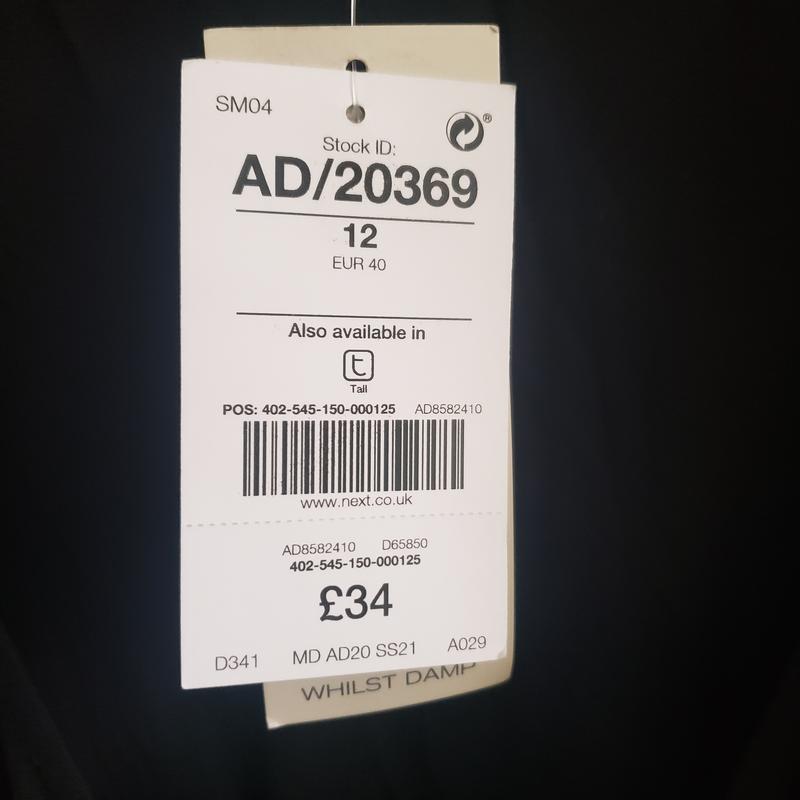 SM04
®
Stock ID:
AD/20369
12
EUR 40
Also available in
t
Tall
POS: 402-545-150-000125 AD8582410
www.next.co.uk
AD8582410 D65850
402-545-150-000125
£34
D341 MD AD20 SS21 A029
WHILST DAMP